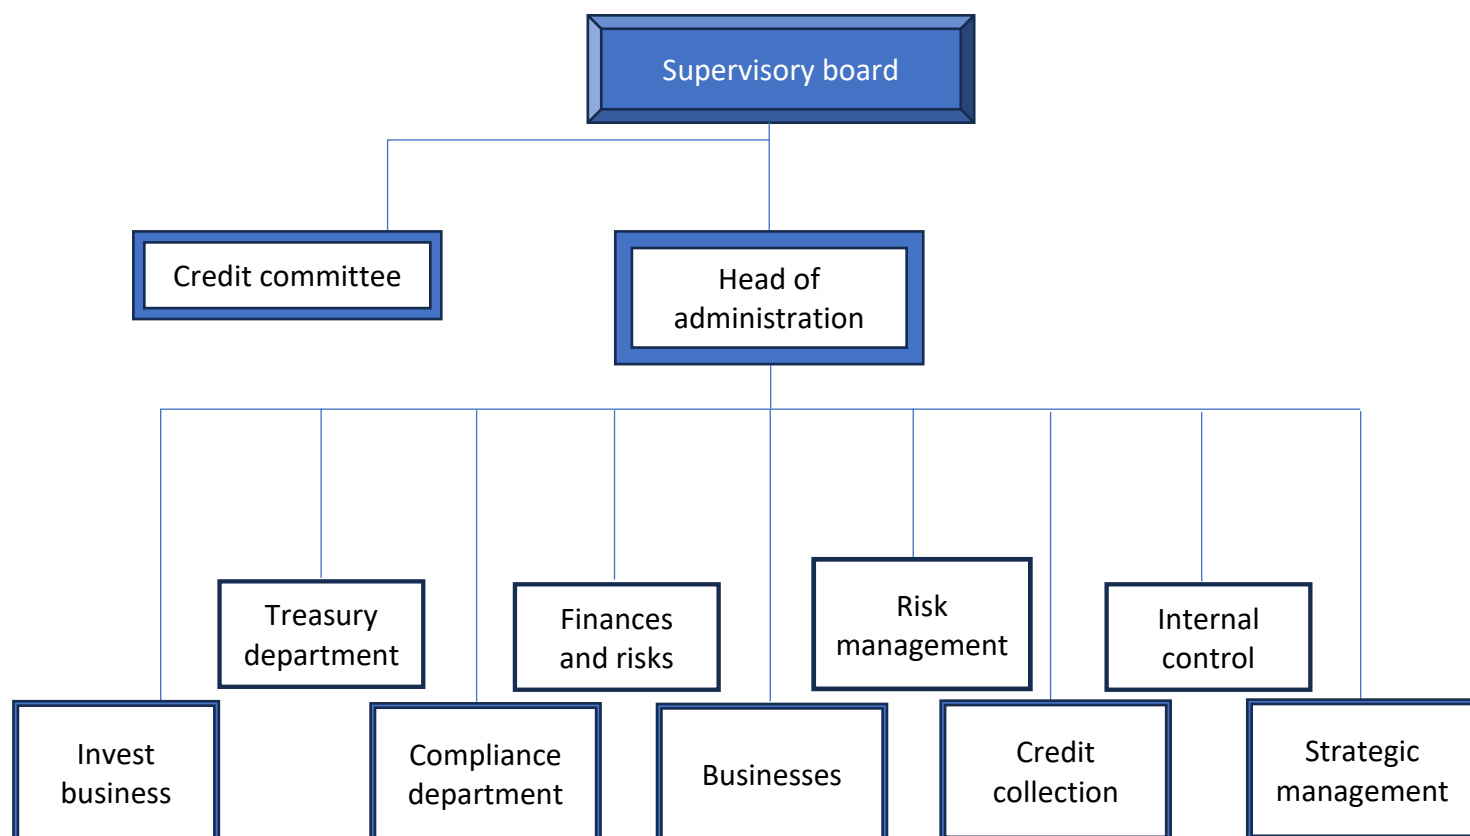 Supervisory board
Credit committee
Head of
administration
Treasury
department
Finances
and risks
Risk
management
Internal
control
Invest
business
Compliance
department
Businesses
Credit
collection
Strategic
management